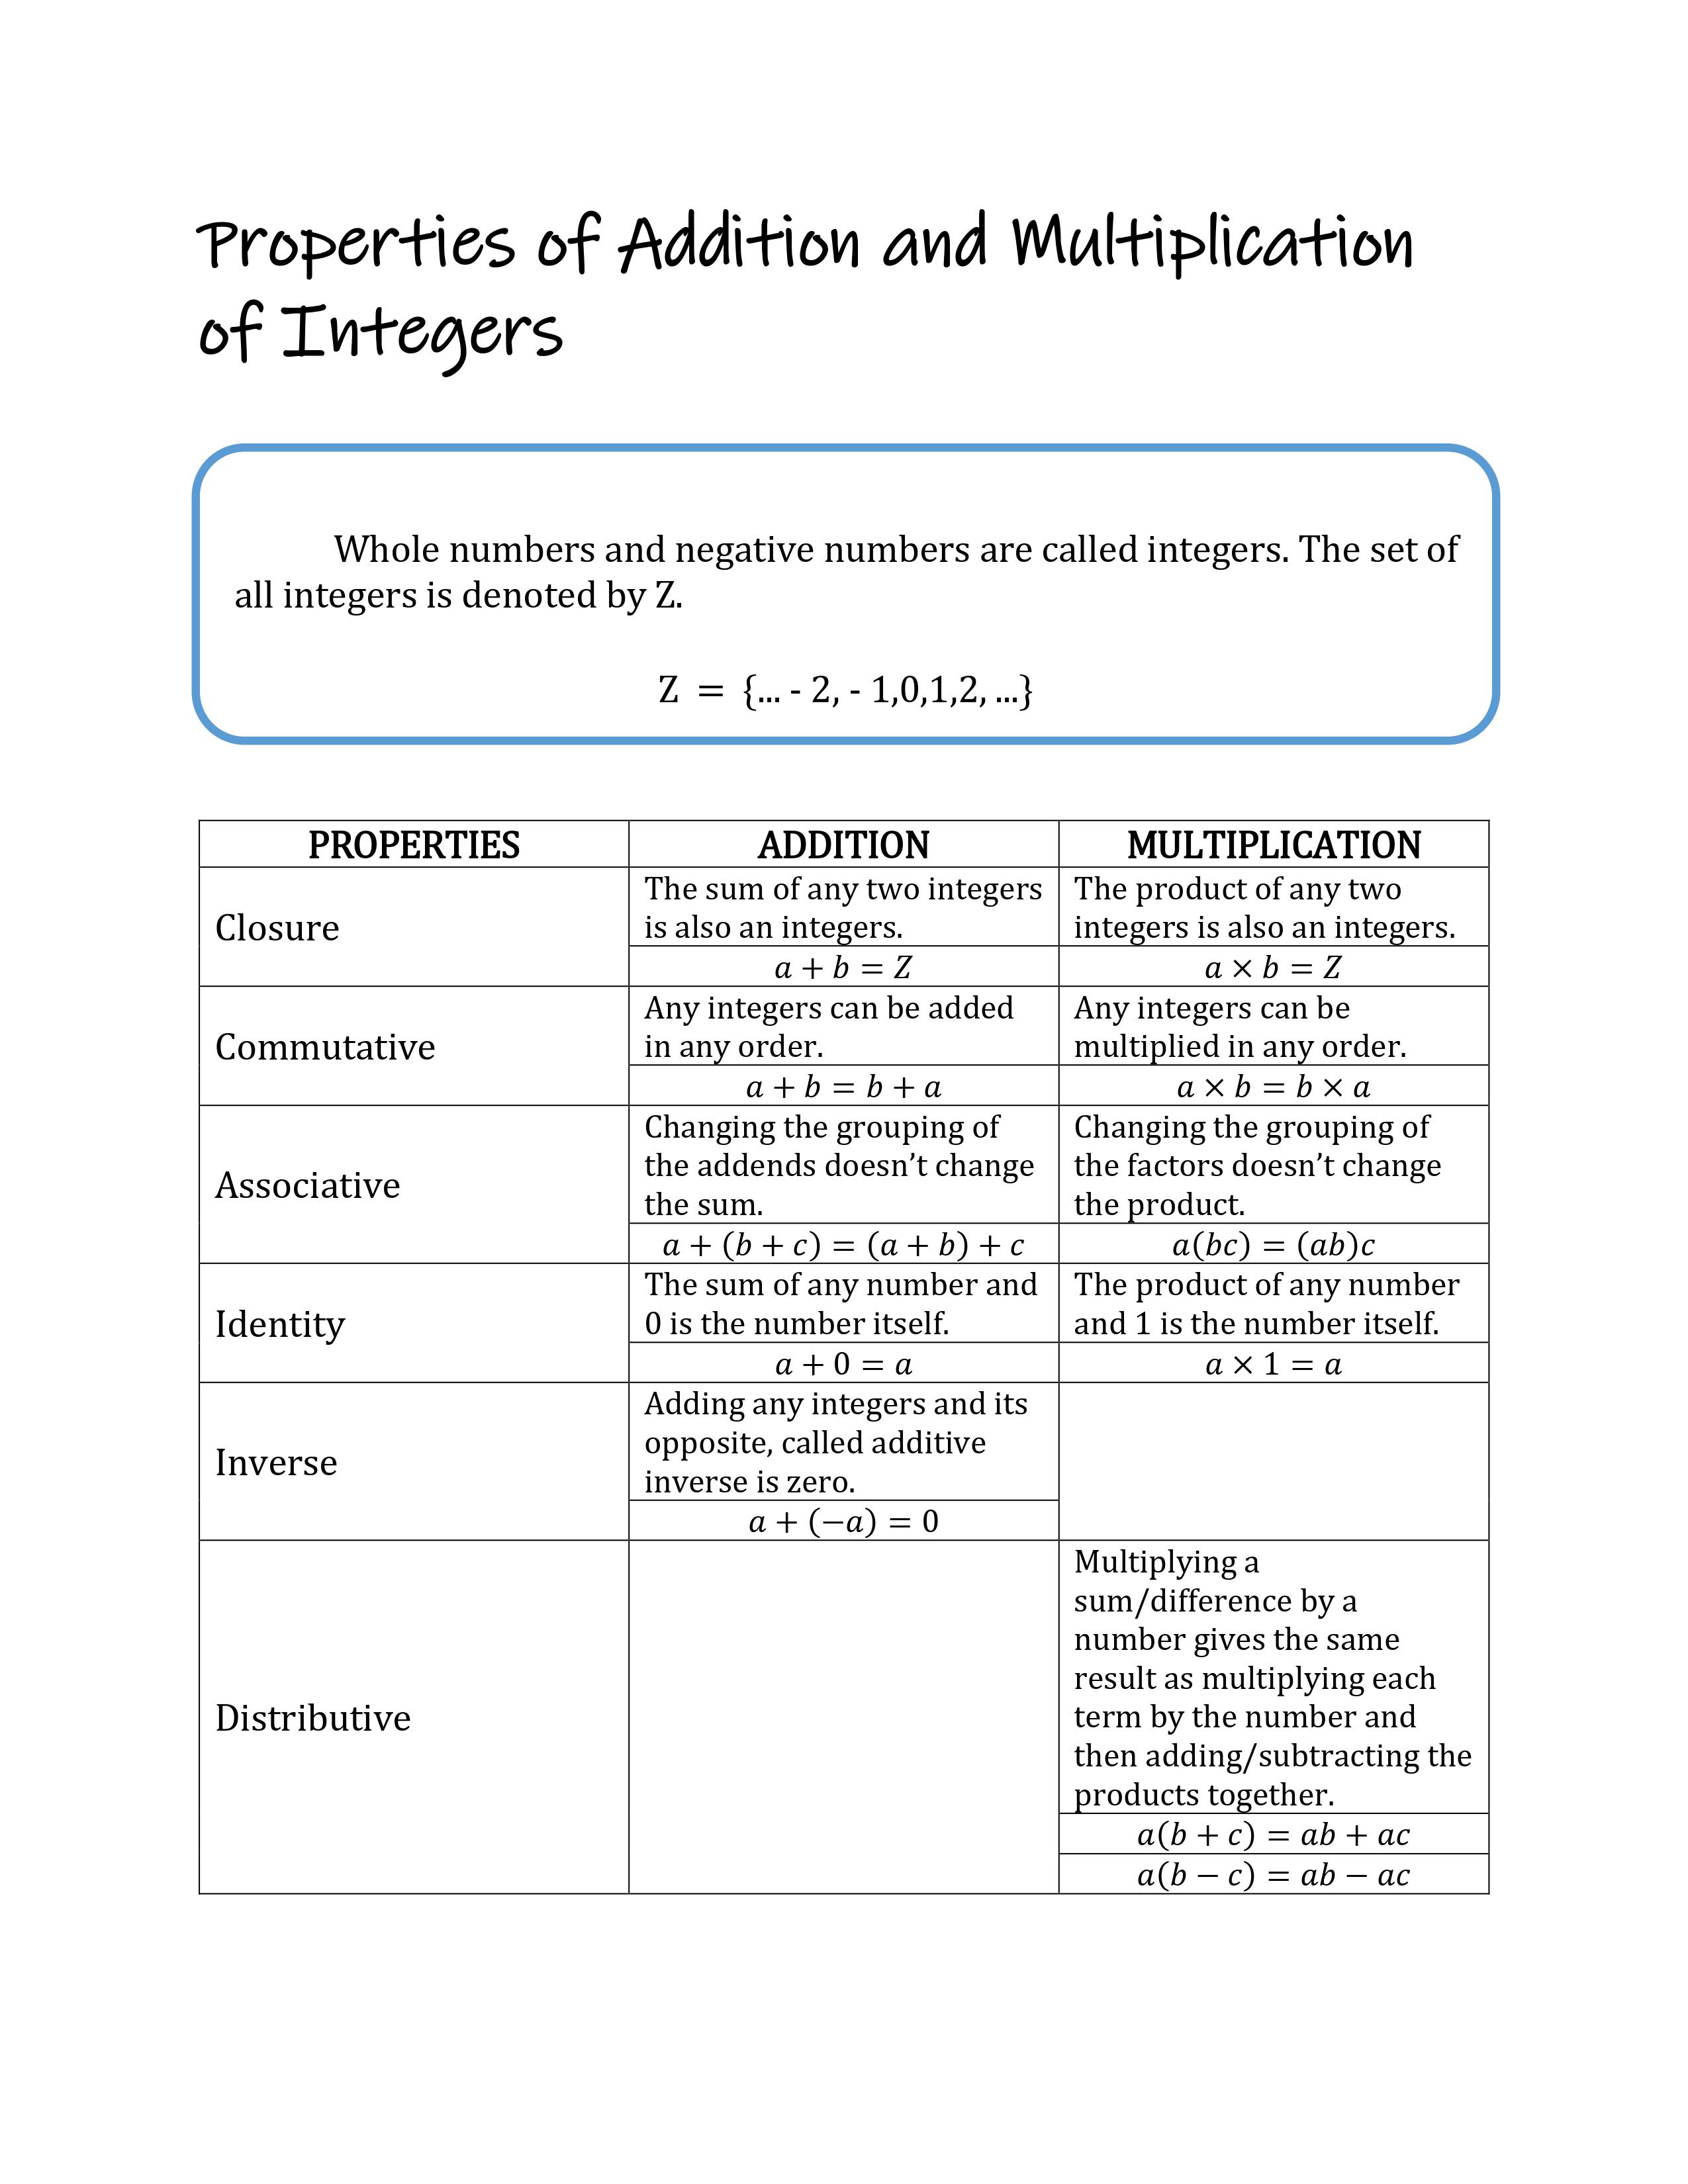 Properties of Addition and Multiplication
of Integers
Whole numbers and negative numbers are called integers. The set of
all integers is denoted by Z.
Z = {... - 2, - 1,0,1,2, ...}
PROPERTIES ADDITION MULTIPLICATION
Closure
The sum of any two integers
is also an integers.
a + b = Z
The product of any two
integers is also an integers.
a × b = Z
Commutative
Any integers can be added
in any order.
a + b = b + a
Any integers can be
multiplied in any order.
a × b = b × a
Associative
Changing the grouping of
the addends doesn’t change
the sum.
a + (b + c) = (a + b) + c
Changing the grouping of
the factors doesn’t change
the product.
a(bc) = (ab)c
Identity
The sum of any number and
0 is the number itself.
a + 0 = a
The product of any number
and 1 is the number itself.
a × 1 = a
Inverse
Adding any integers and its
opposite, called additive
inverse is zero.
a + (−a) = 0
Distributive
Multiplying a
sum/difference by a
number gives the same
result as multiplying each
term by the number and
then adding/subtracting the
products together.
a(b + c) = ab + ac
a(b − c) = ab − ac